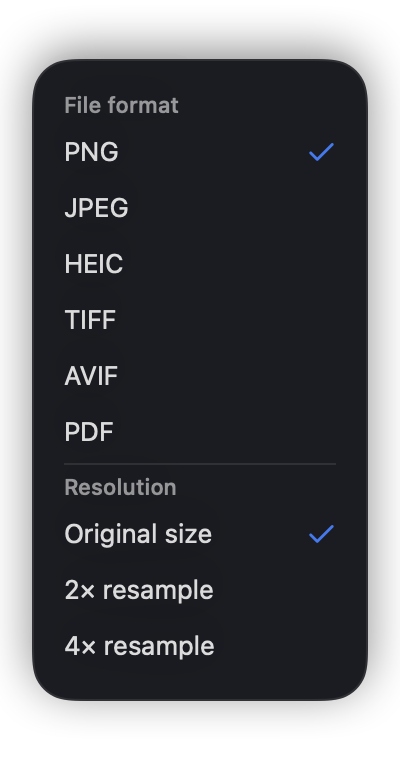 File format
PNG
JPEG
HEIC
TIFF
AVIF
PDF
Resolution
Original size
2× resample
4× resample